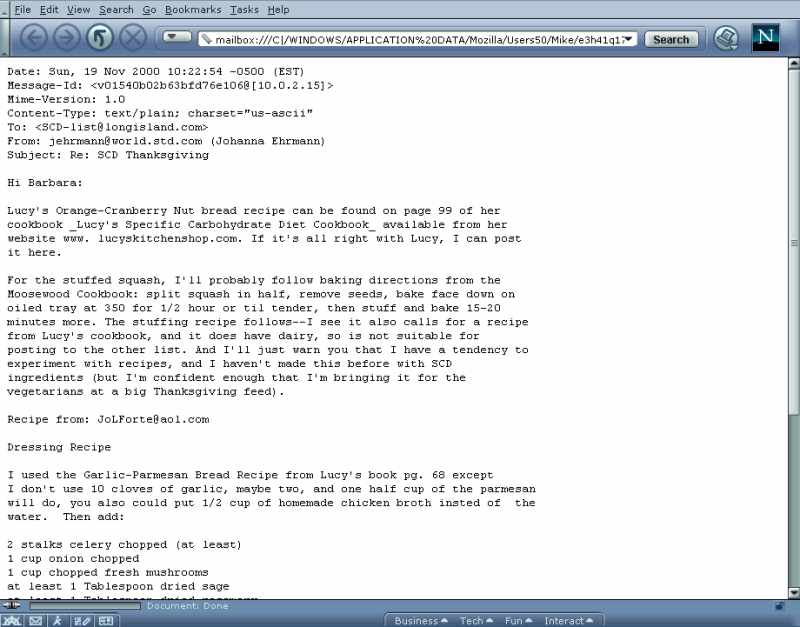 File Edit View Search Go Bookmarks Tasks Help
mailbox:///C|/WINDOWS/APPLICATION%20DATA/Mozilla/Users50/Mike/e3h41q17 Search N
Date: Sun, 19 Nov 2000 10:22:54 -0500 (EST)
Message-Id: <v01540b02b63bfd76e106@[10.0.2.15]>
Mime-Version: 1.0
Content-Type: text/plain; charset="us-ascii"
To: <SCD-list@longisland.com>
From: jehrmann@world.std.com (Johanna Ehrmann)
Subject: Re: SCD Thanksgiving
Hi Barbara:
Lucy's Orange-Cranberry Nut bread recipe can be found on page 99 of her
cookbook _Lucy's Specific Carbohydrate Diet Cookbook_ available from her
website www. lucyskitchenshop.com. If it's all right with Lucy, I can post
it here.
For the stuffed squash, I'll probably follow baking directions from the
Moosewood Cookbook: split squash in half, remove seeds, bake face down on
oiled tray at 350 for 1/2 hour or til tender, then stuff and bake 15-20
minutes more. The stuffing recipe follows--I see it also calls for a recipe
from Lucy's cookbook, and it does have dairy, so is not suitable for
posting to the other list. And I'll just warn you that I have a tendency to
experiment with recipes, and I haven't made this before with SCD
ingredients (but I'm confident enough that I'm bringing it for the
vegetarians at a big Thanksgiving feed).
Recipe from: JoLForte@aol.com
Dressing Recipe
I used the Garlic-Parmesan Bread Recipe from Lucy's book pg. 68 except
I don't use 10 cloves of garlic, maybe two, and one half cup of the parmesan
will do, you also could put 1/2 cup of homemade chicken broth insted of  the
water.  Then add:
2 stalks celery chopped (at least)
1 cup onion chopped
1 cup chopped fresh mushrooms
at least 1 Tablespoon dried sage
Document: Done
Business Tech Fun Interact